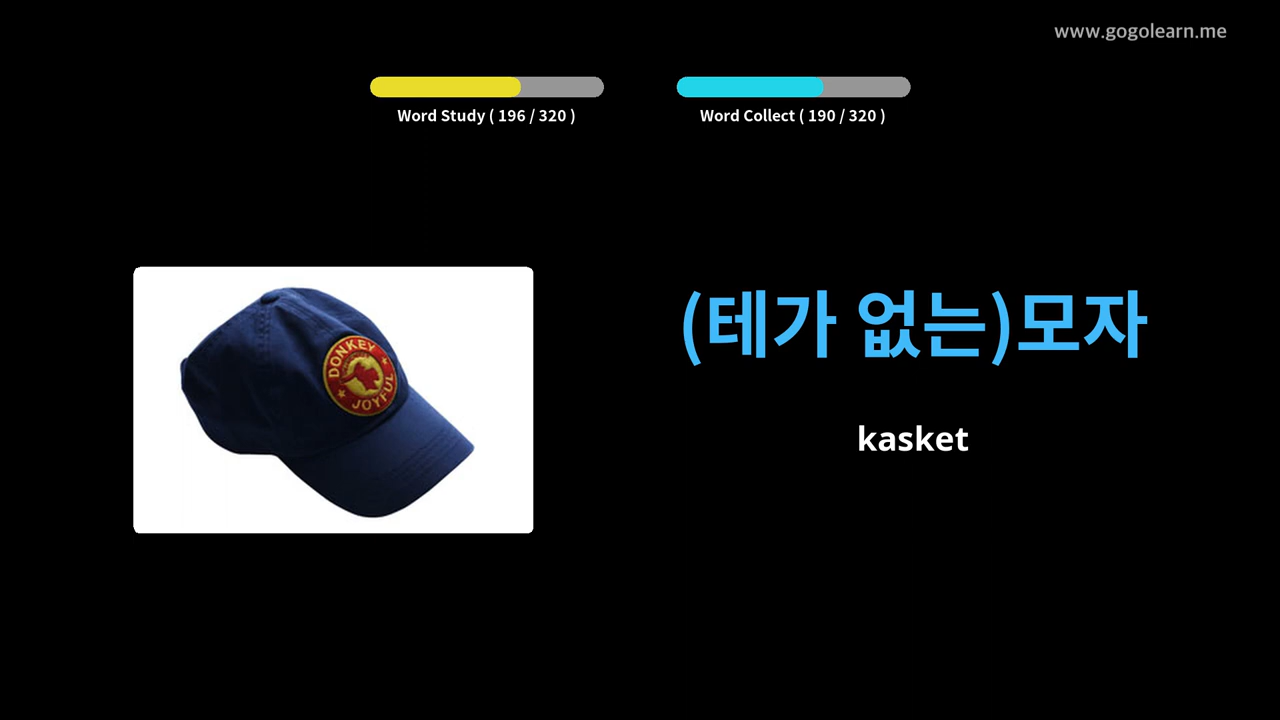 www.gogolearn.me
Word Study ( 196 / 320 )
Word Collect ( 190 / 320 )
(테가 없는)모자
kasket
DONKEY
JOYFUL